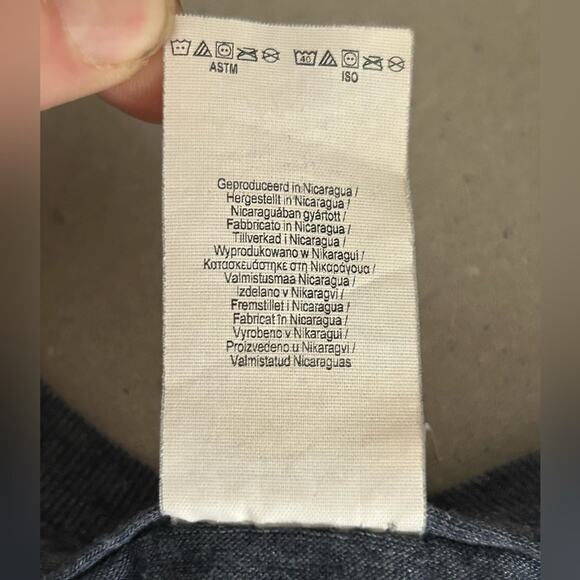 40
ASTM ISO
Geproduceerd in Nicaragua /
Hergestellt in Nicaragua /
Nicaraguában gyártott /
Fabbricato in Nicaragua /
Tillverkad i Nicaragua /
Wyprodukowano w Nikaragui /
Κατασκευάστηκε στη Νικαράγουα /
Valmistusmaa Nicaragua /
Izdelano v Nikaragvi /
Fremstillet i Nicaragua /
Fabricat în Nicaragua /
Vyrobeno v Nikaragui /
Proizvedeno u Nikaragvi /
Valmistatud Nicaraguas